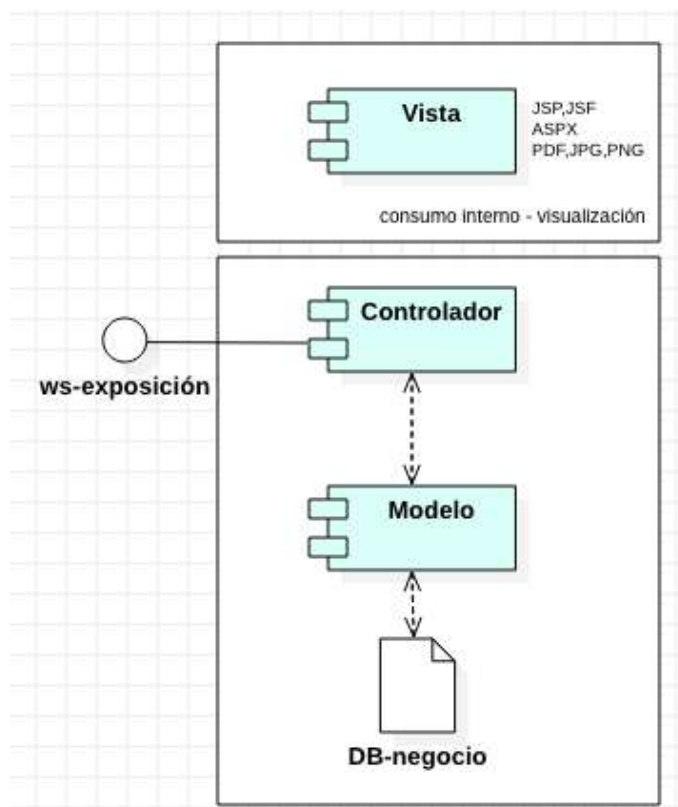 Vista
JSP,JSF
ASPX
PDF,JPG,PNG
consumo interno - visualización
Controlador
ws-exposición
Modelo
DB-negocio